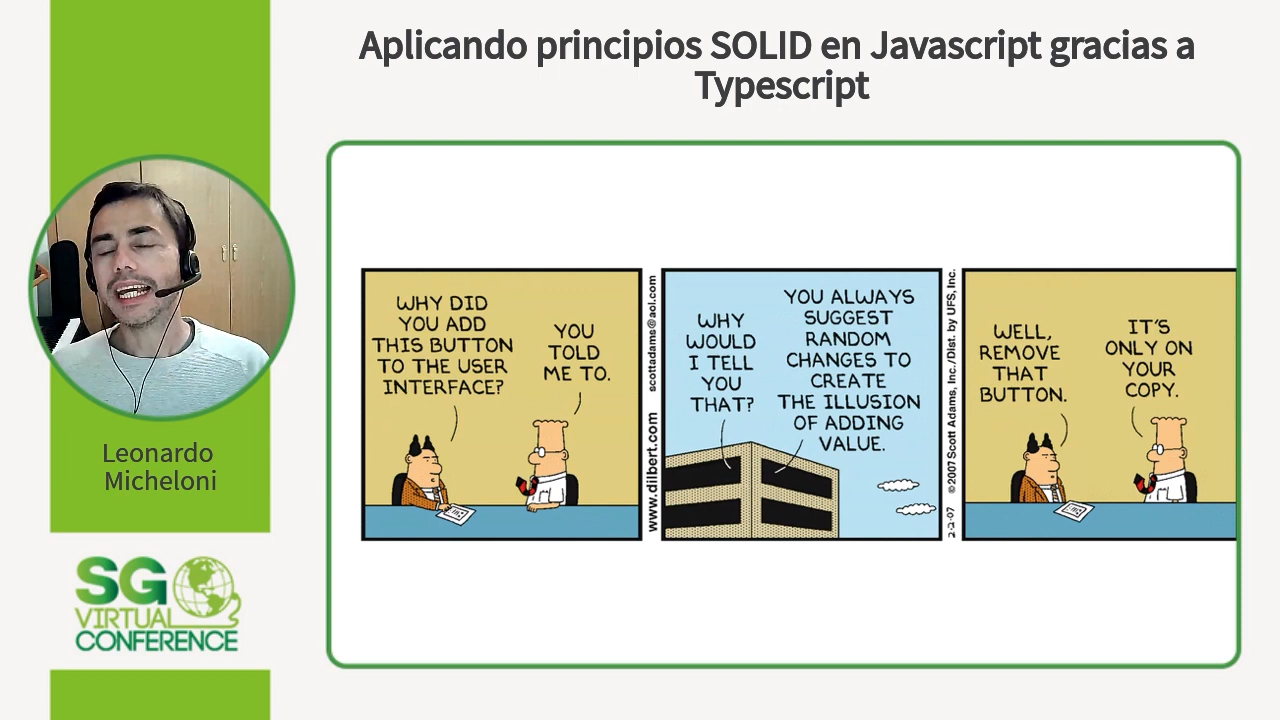 Aplicando principios SOLID en Javascript gracias a
Typescript
WHY DID
YOU ADD
THIS BUTTON
TO THE USER
INTERFACE?
YOU
TOLD
ME TO.
www.dilbert.com scottadams@aol.com
WHY
WOULD
I TELL
YOU
THAT?
YOU ALWAYS
SUGGEST
RANDOM
CHANGES TO
CREATE
THE ILLUSION
OF ADDING
VALUE.
2-2-07 ©2007 Scott Adams, Inc./Dist. by UFS, Inc.
WELL,
REMOVE
THAT
BUTTON.
IT'S
ONLY ON
YOUR
COPY.
Leonardo
Micheloni
SG
VIRTUAL
CONFERENCE